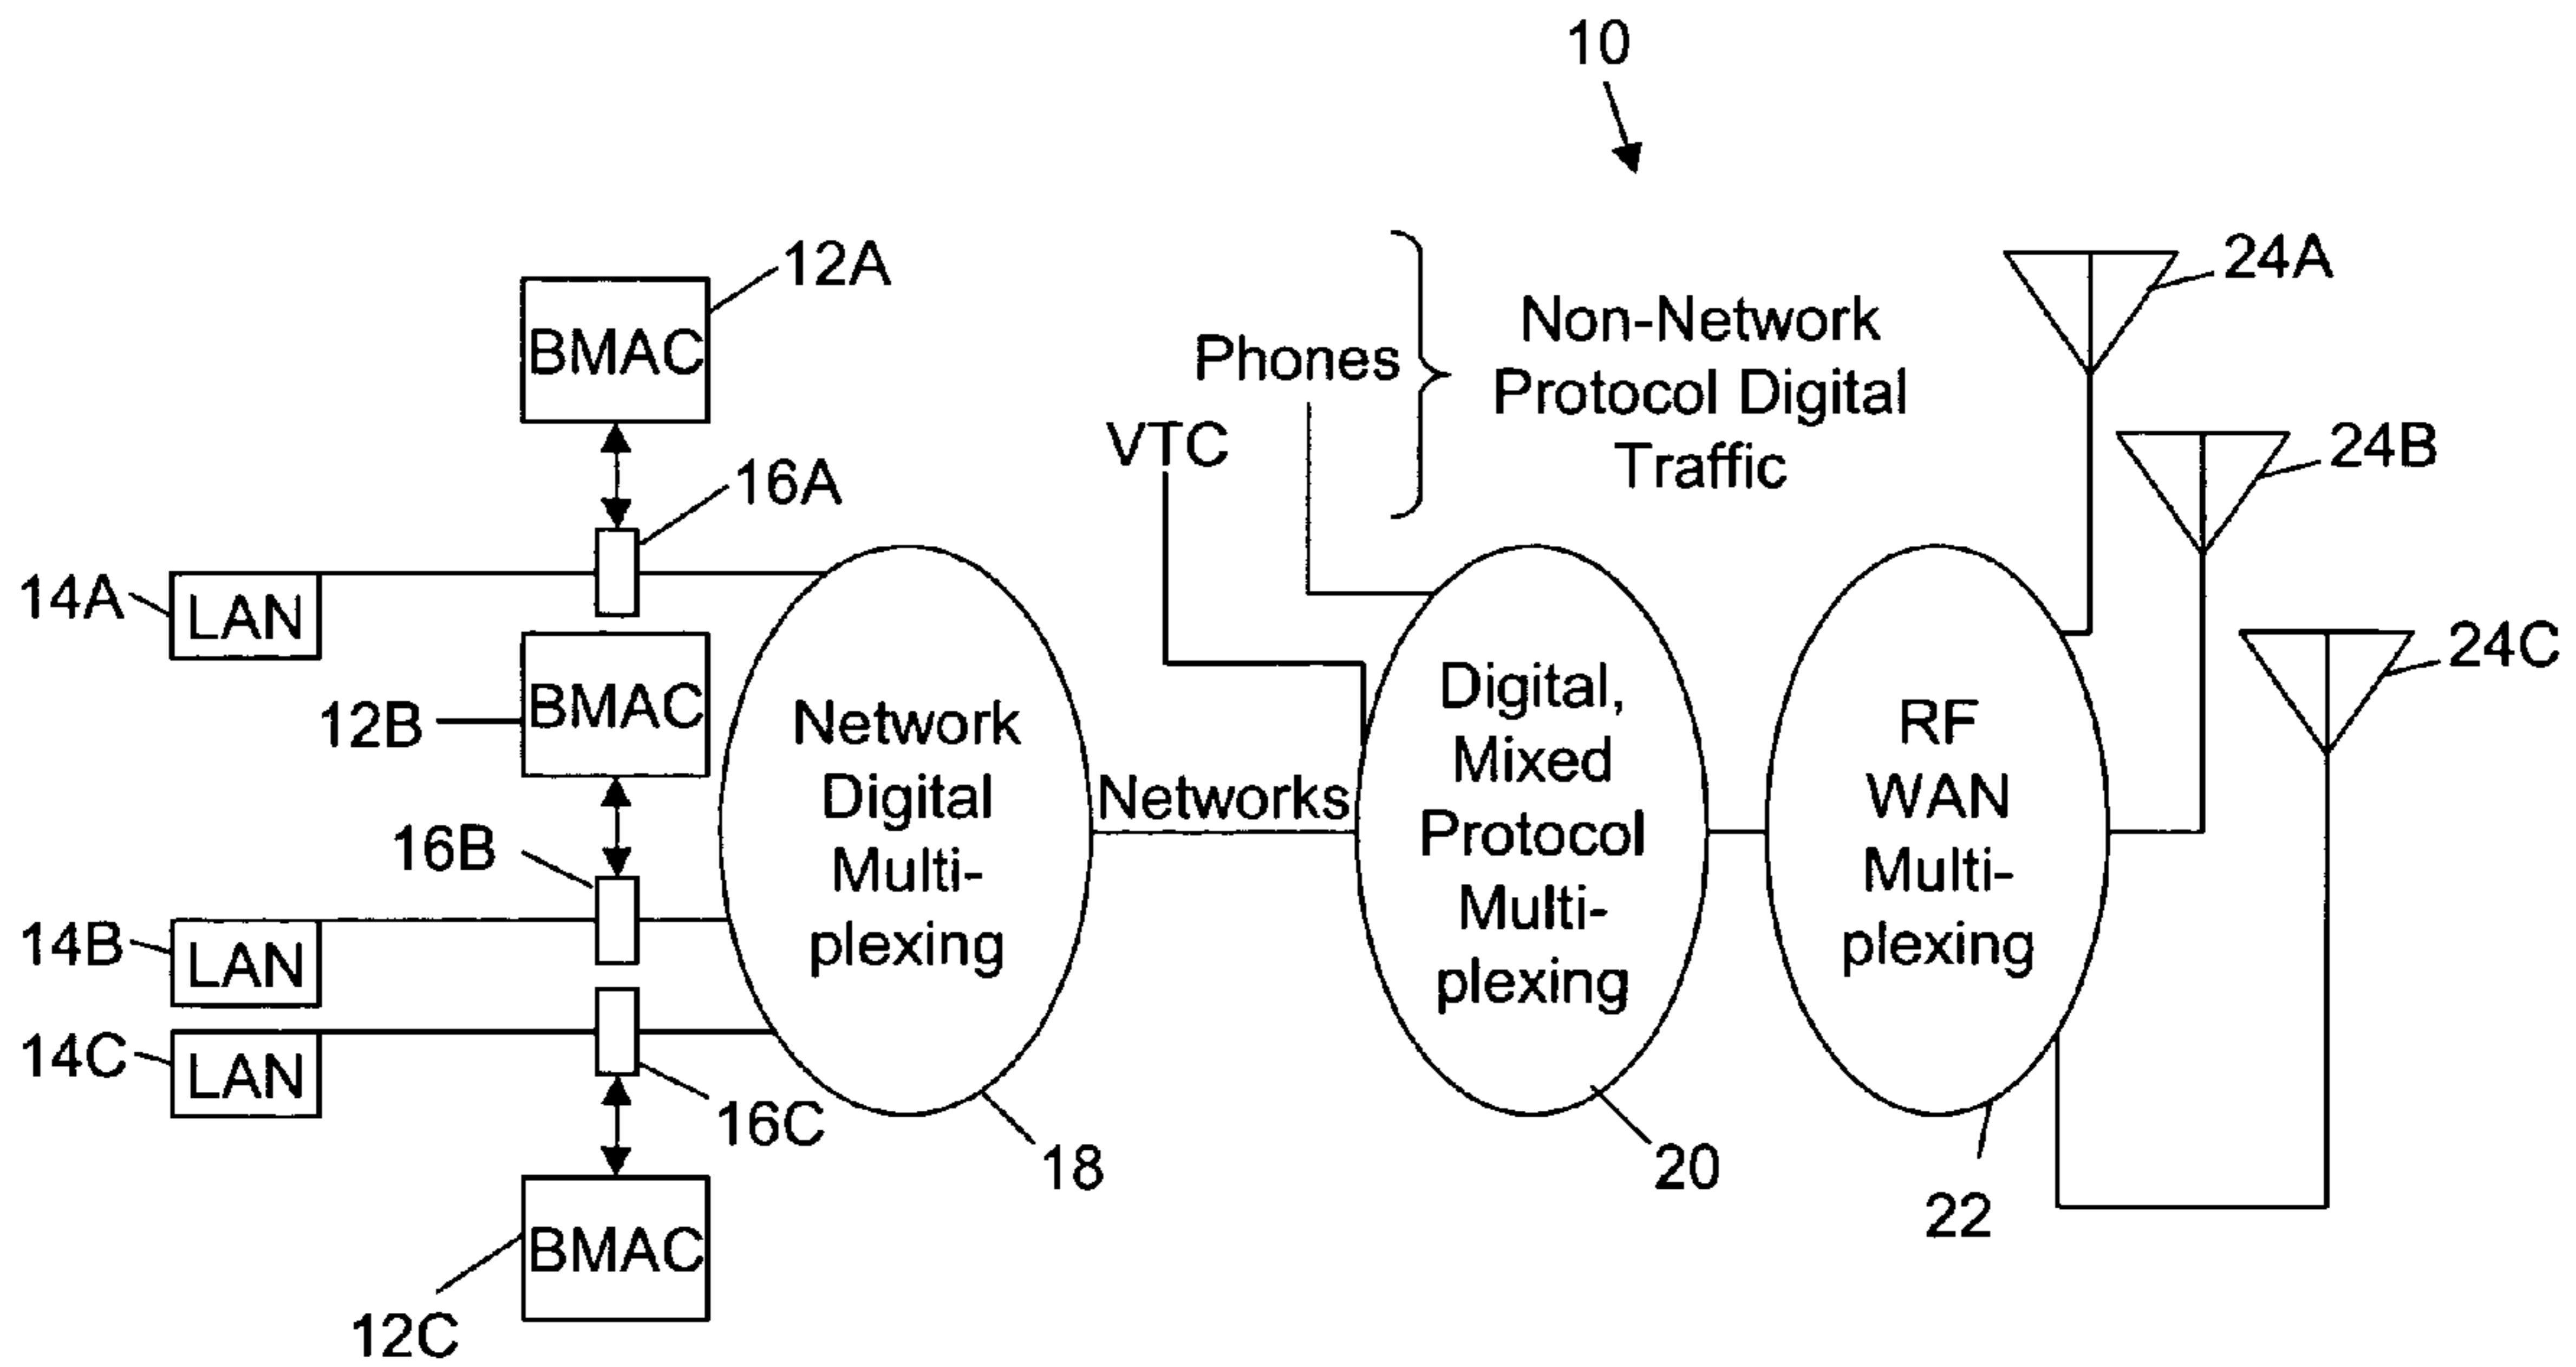 10
12A
BMAC
16A
14A
LAN
BMAC
12B
16B
14B
LAN
14C
LAN
16C
BMAC
12C
Network
Digital
Multi-
plexing
18
Networks
VTC
Phones
Non-Network
Protocol Digital
Traffic
Digital,
Mixed
Protocol
Multi-
plexing
20
RF
WAN
Multi-
plexing
22
24A
24B
24C